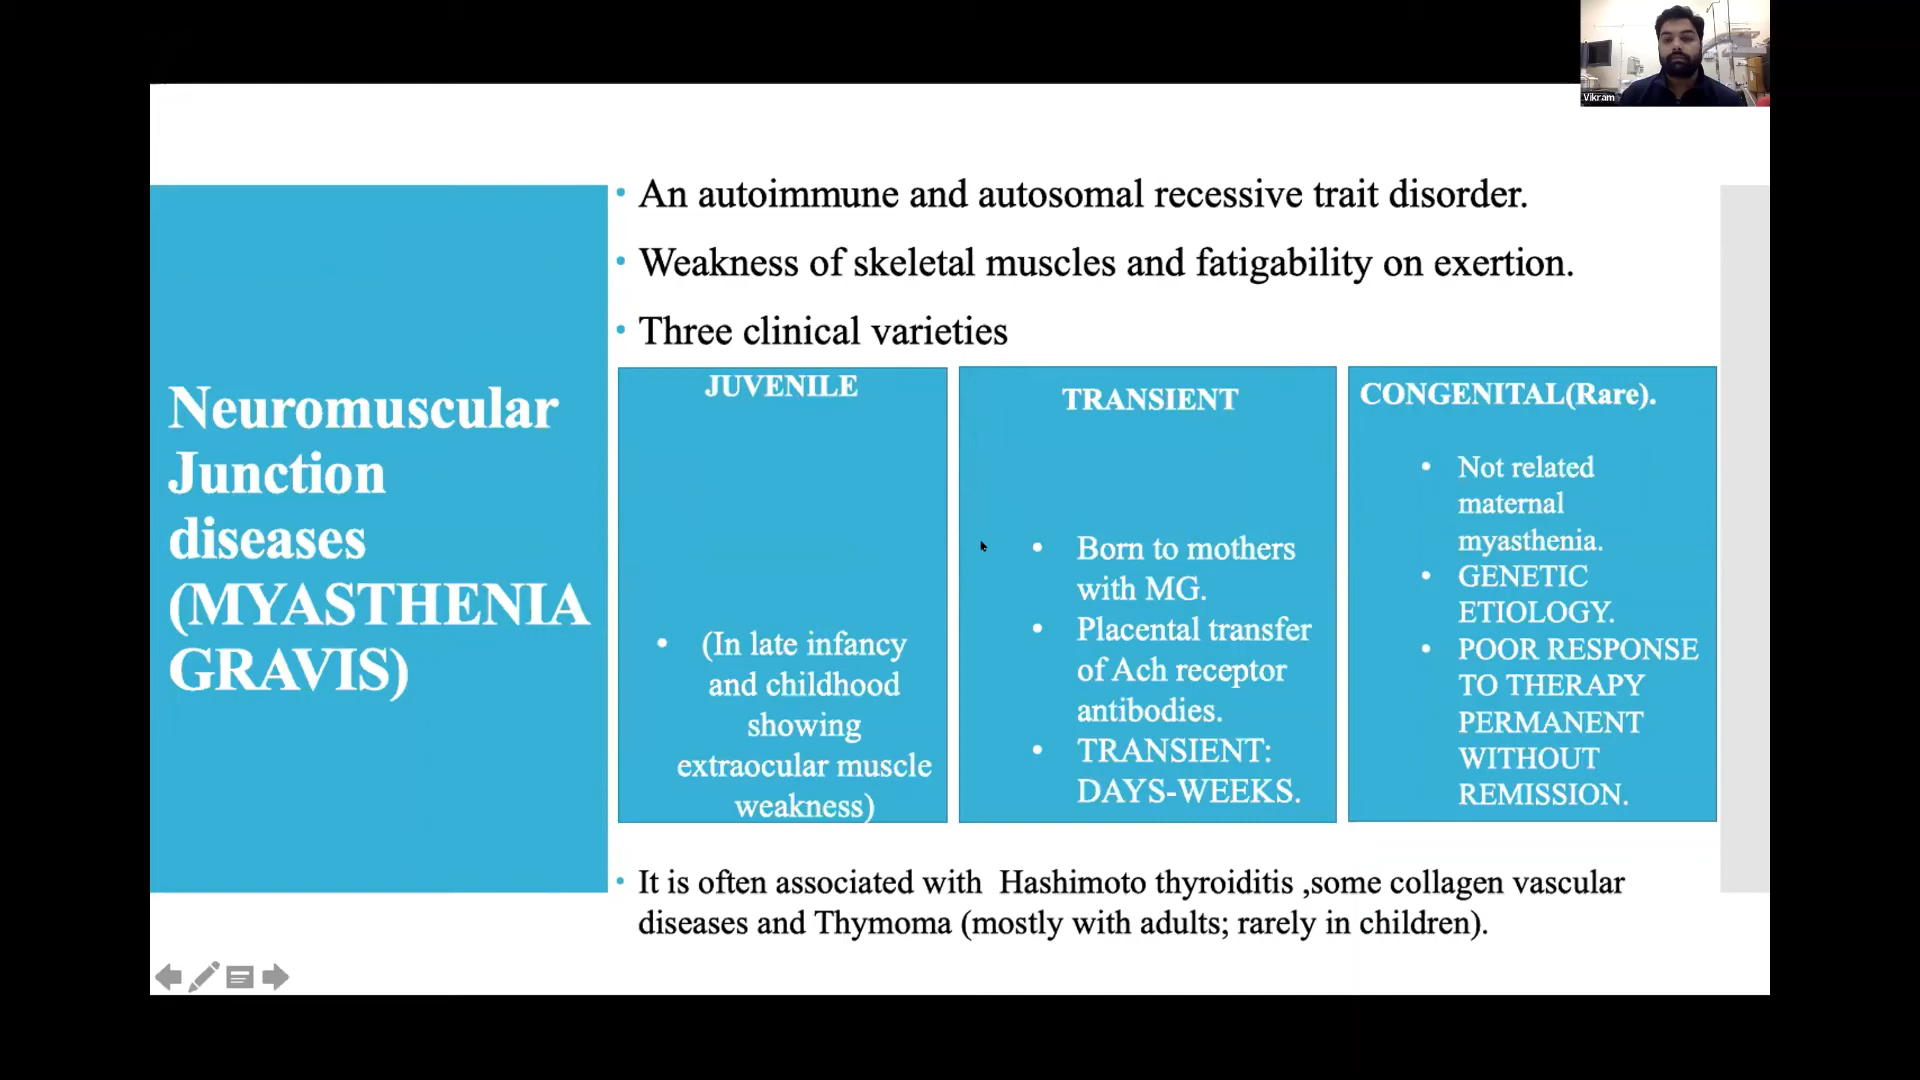 Vikram
Neuromuscular
Junction
diseases
(MYASTHENIA
GRAVIS)
• An autoimmune and autosomal recessive trait disorder.
• Weakness of skeletal muscles and fatigability on exertion.
• Three clinical varieties
JUVENILE
• (In late infancy
and childhood
showing
extraocular muscle
weakness)
TRANSIENT
• Born to mothers
with MG.
• Placental transfer
of Ach receptor
antibodies.
• TRANSIENT:
DAYS-WEEKS.
CONGENITAL(Rare).
• Not related
maternal
myasthenia.
• GENETIC
ETIOLOGY.
• POOR RESPONSE
TO THERAPY
PERMANENT
WITHOUT
REMISSION.
• It is often associated with Hashimoto thyroiditis ,some collagen vascular
diseases and Thymoma (mostly with adults; rarely in children).